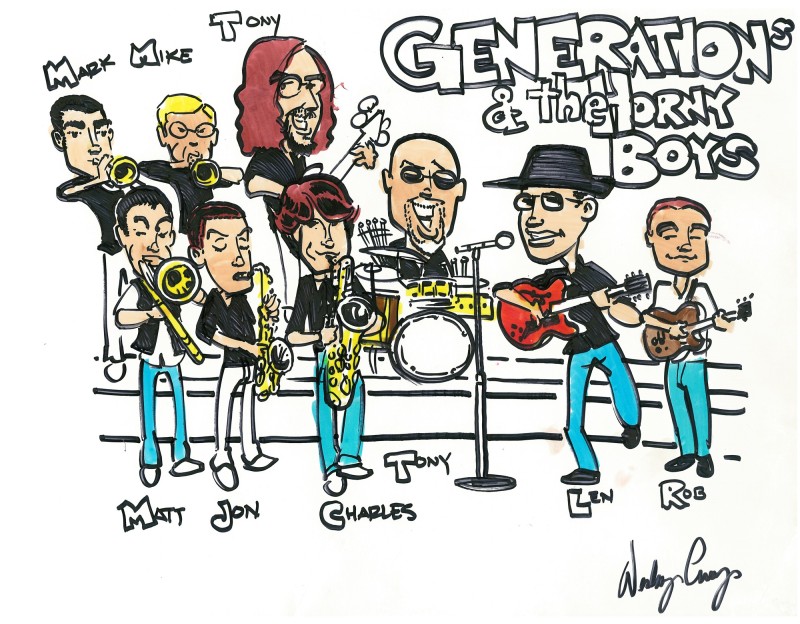 Tony
Mark Mike
Generations
& the Horny
Boys
Tony
Matt Jon Charles
Len Rob